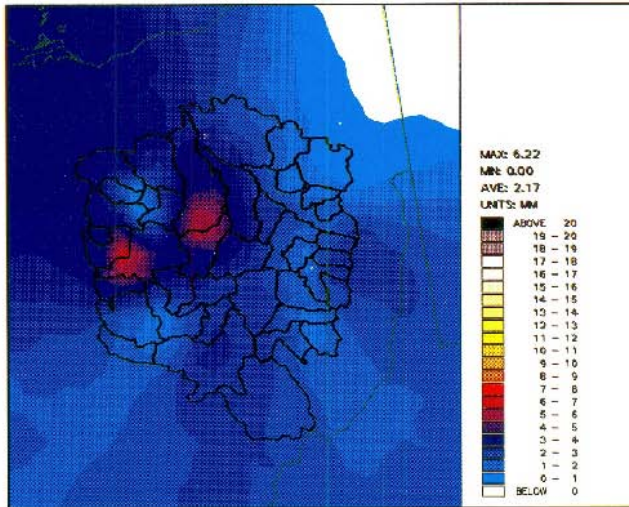 MAX: 6.22
MIN: 0.00
AVE: 2.17
UNITS: MM
ABOVE 20
19 - 20
18 - 19
17 - 18
16 - 17
15 - 16
14 - 15
13 - 14
12 - 13
11 - 12
10 - 11
9 - 10
8 - 9
7 - 8
6 - 7
5 - 6
4 - 5
3 - 4
2 - 3
1 - 2
0 - 1
BELOW 0